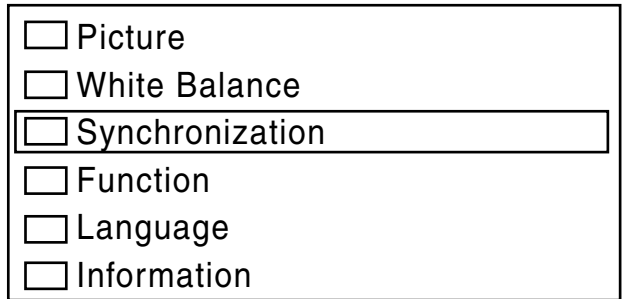 Picture
White Balance
Synchronization
Function
Language
Information